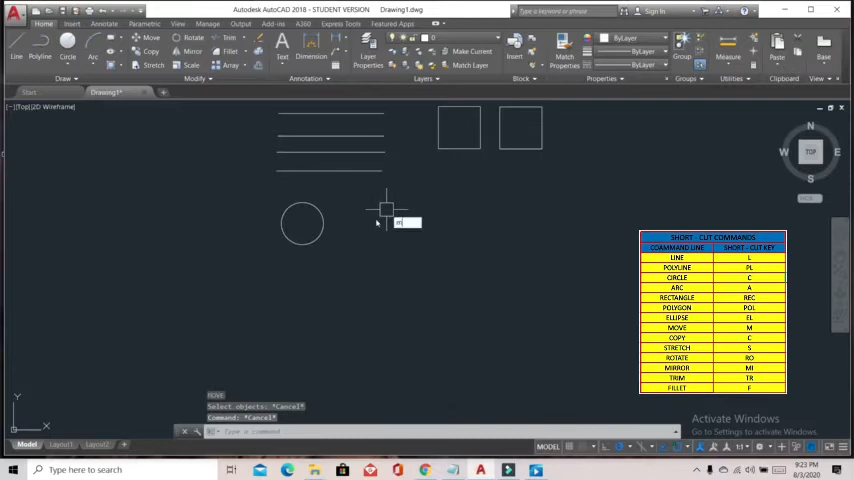 Autodesk AutoCAD 2018 - STUDENT VERSION Drawing1.dwg
Type a keyword or phrase
Sign In
Home Insert Annotate Parametric View Manage Output Add-ins A360 Express Tools Featured Apps
Line Polyline Circle Arc
Move Rotate Trim
Copy Mirror Fillet
Stretch Scale Array
Text Dimension
Layer Properties
0
Make Current
Match Layer
Insert
Match Properties
ByLayer
ByLayer
ByLayer
Group
Measure
Paste
Base
Draw Modify Annotation Layers Block Properties Groups Utilities Clipboard View
Start Drawing1*
[−][Top][2D Wireframe]
N
W TOP E
S
SHORT - CUT COMMANDS
COAMMAND LINE SHORT - CUT KEY
LINE L
POLYLINE PL
CIRCLE C
ARC A
RECTANGLE REC
POLYGON POL
ELLIPSE EL
MOVE M
COPY C
STRETCH S
ROTATE RO
MIRROR MI
TRIM TR
FILLET F
MOVE
Select objects: *Cancel*
Command: *Cancel*
Type a command
Y
X
Activate Windows
Go to Settings to activate Windows.
Model Layout1 Layout2 +
MODEL
1:1
Type here to search
9:23 PM
8/3/2020